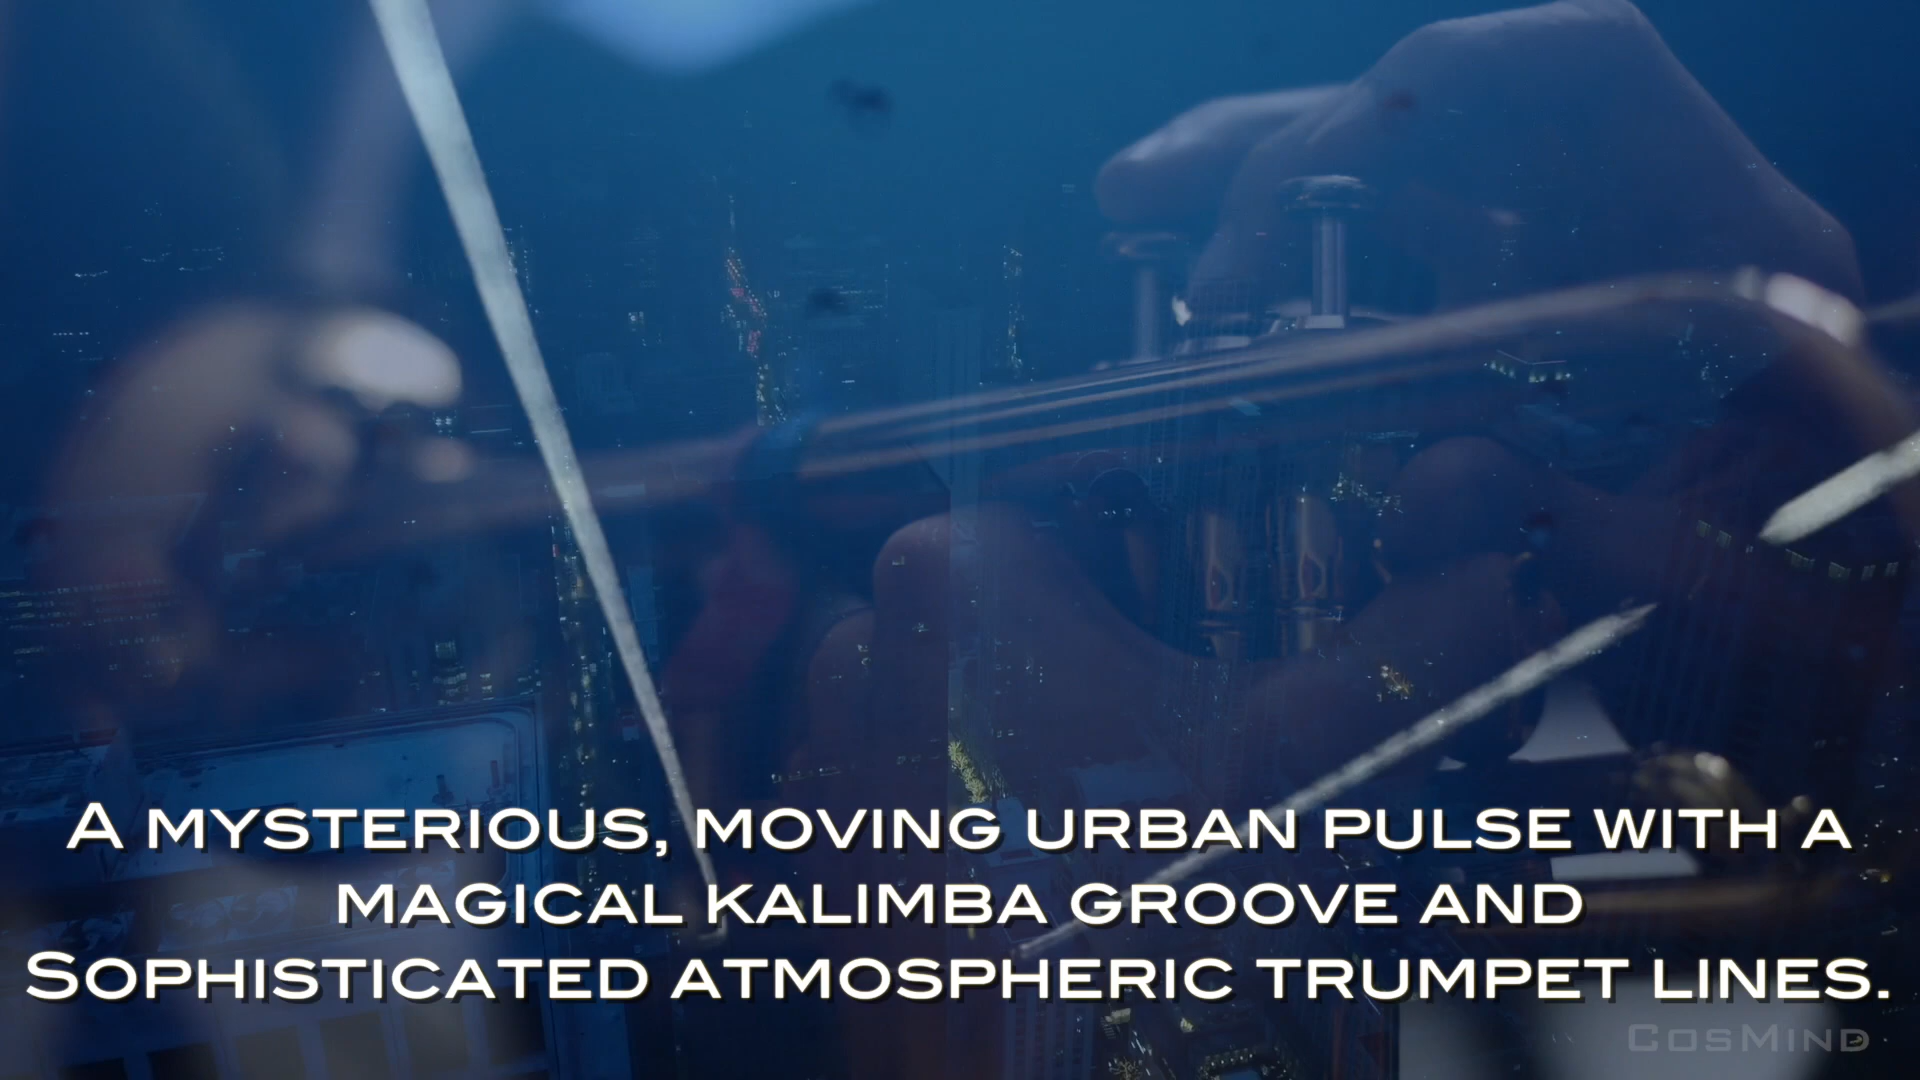 A mysterious, moving urban pulse with a
magical kalimba groove and
Sophisticated atmospheric trumpet lines.
CosMind